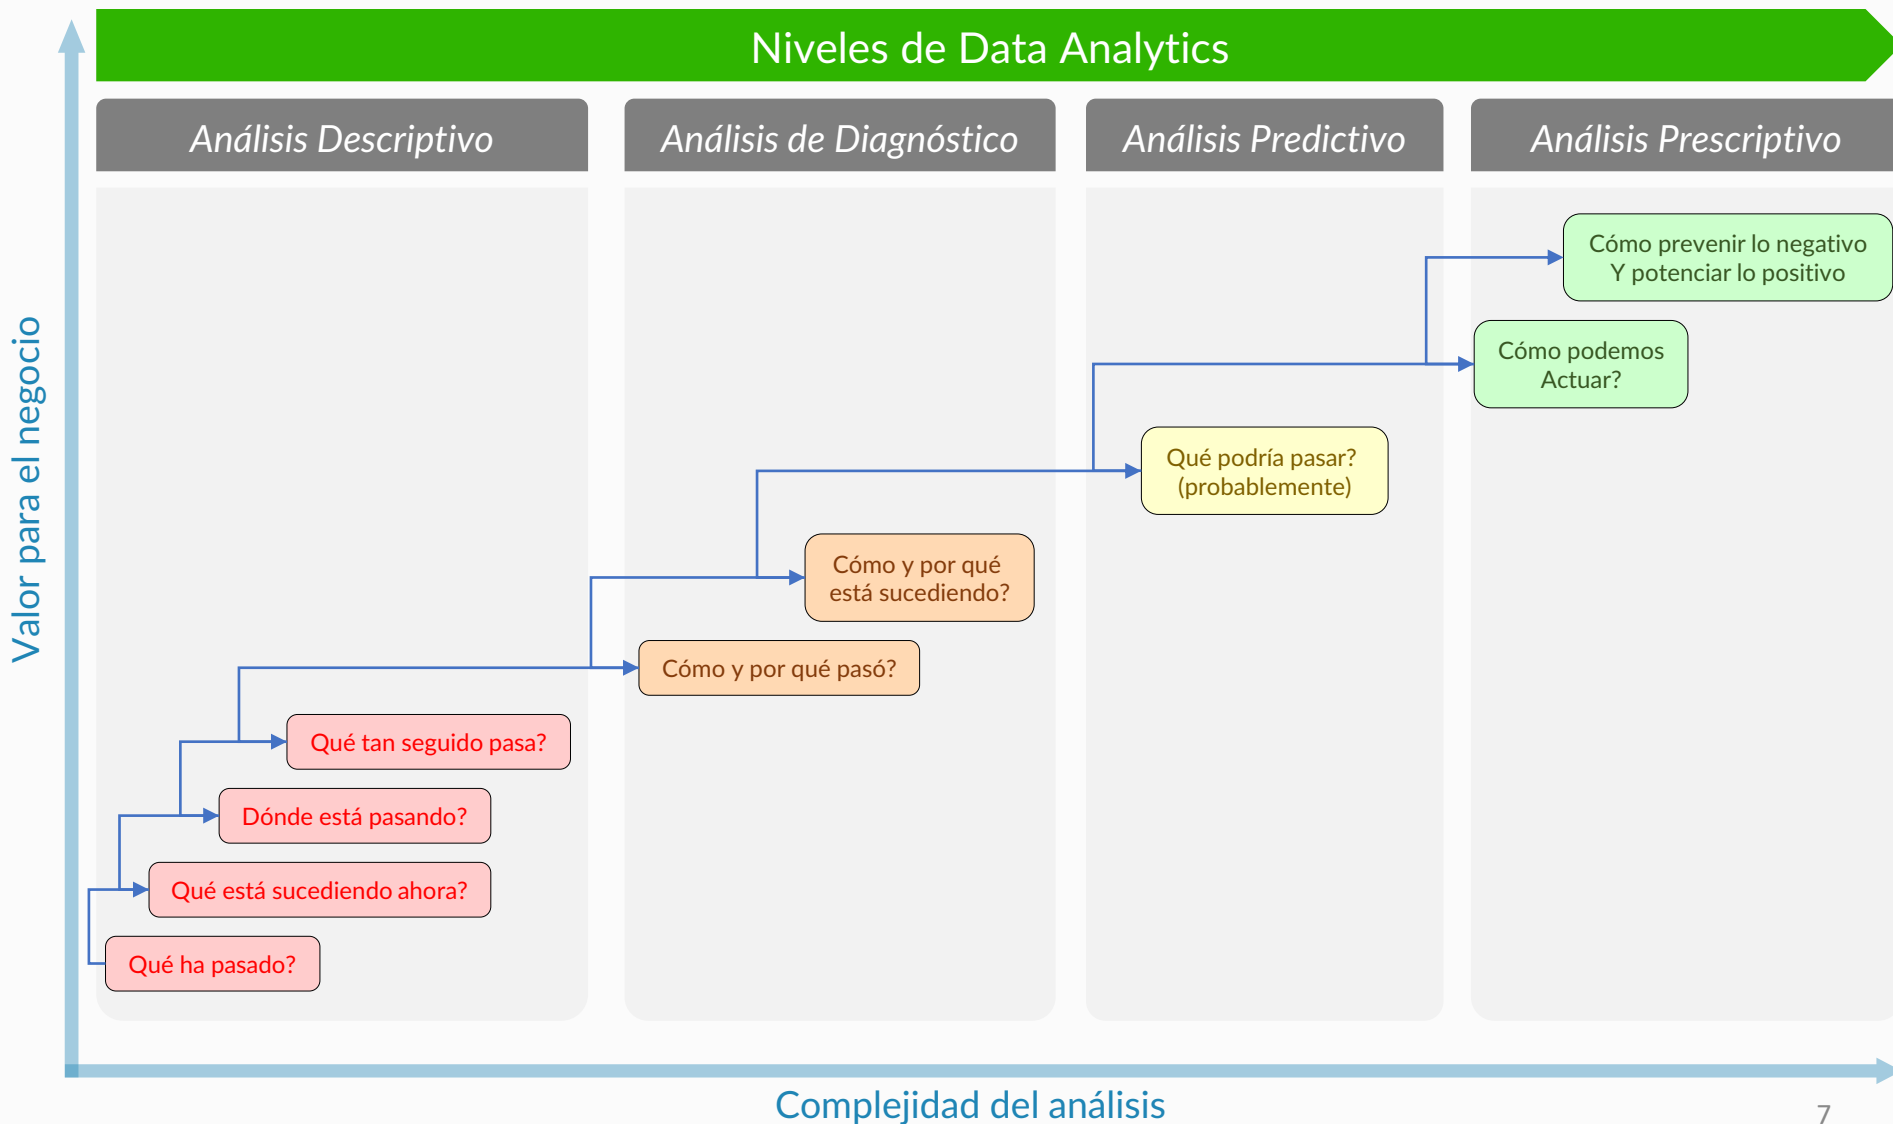 Niveles de Data Analytics
Análisis Descriptivo
Análisis de Diagnóstico
Análisis Predictivo
Análisis Prescriptivo
Cómo prevenir lo negativo
Y potenciar lo positivo
Cómo podemos
Actuar?
Qué podría pasar?
(probablemente)
Cómo y por qué
está sucediendo?
Cómo y por qué pasó?
Qué tan seguido pasa?
Dónde está pasando?
Qué está sucediendo ahora?
Qué ha pasado?
Valor para el negocio
Complejidad del análisis
7